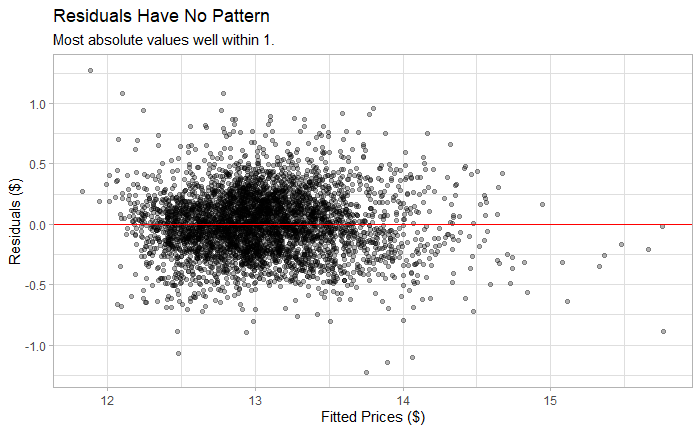 Residuals Have No Pattern
Most absolute values well within 1.
1.0
0.5
0.0
-0.5
-1.0
Residuals ($)
12 13 14 15
Fitted Prices ($)